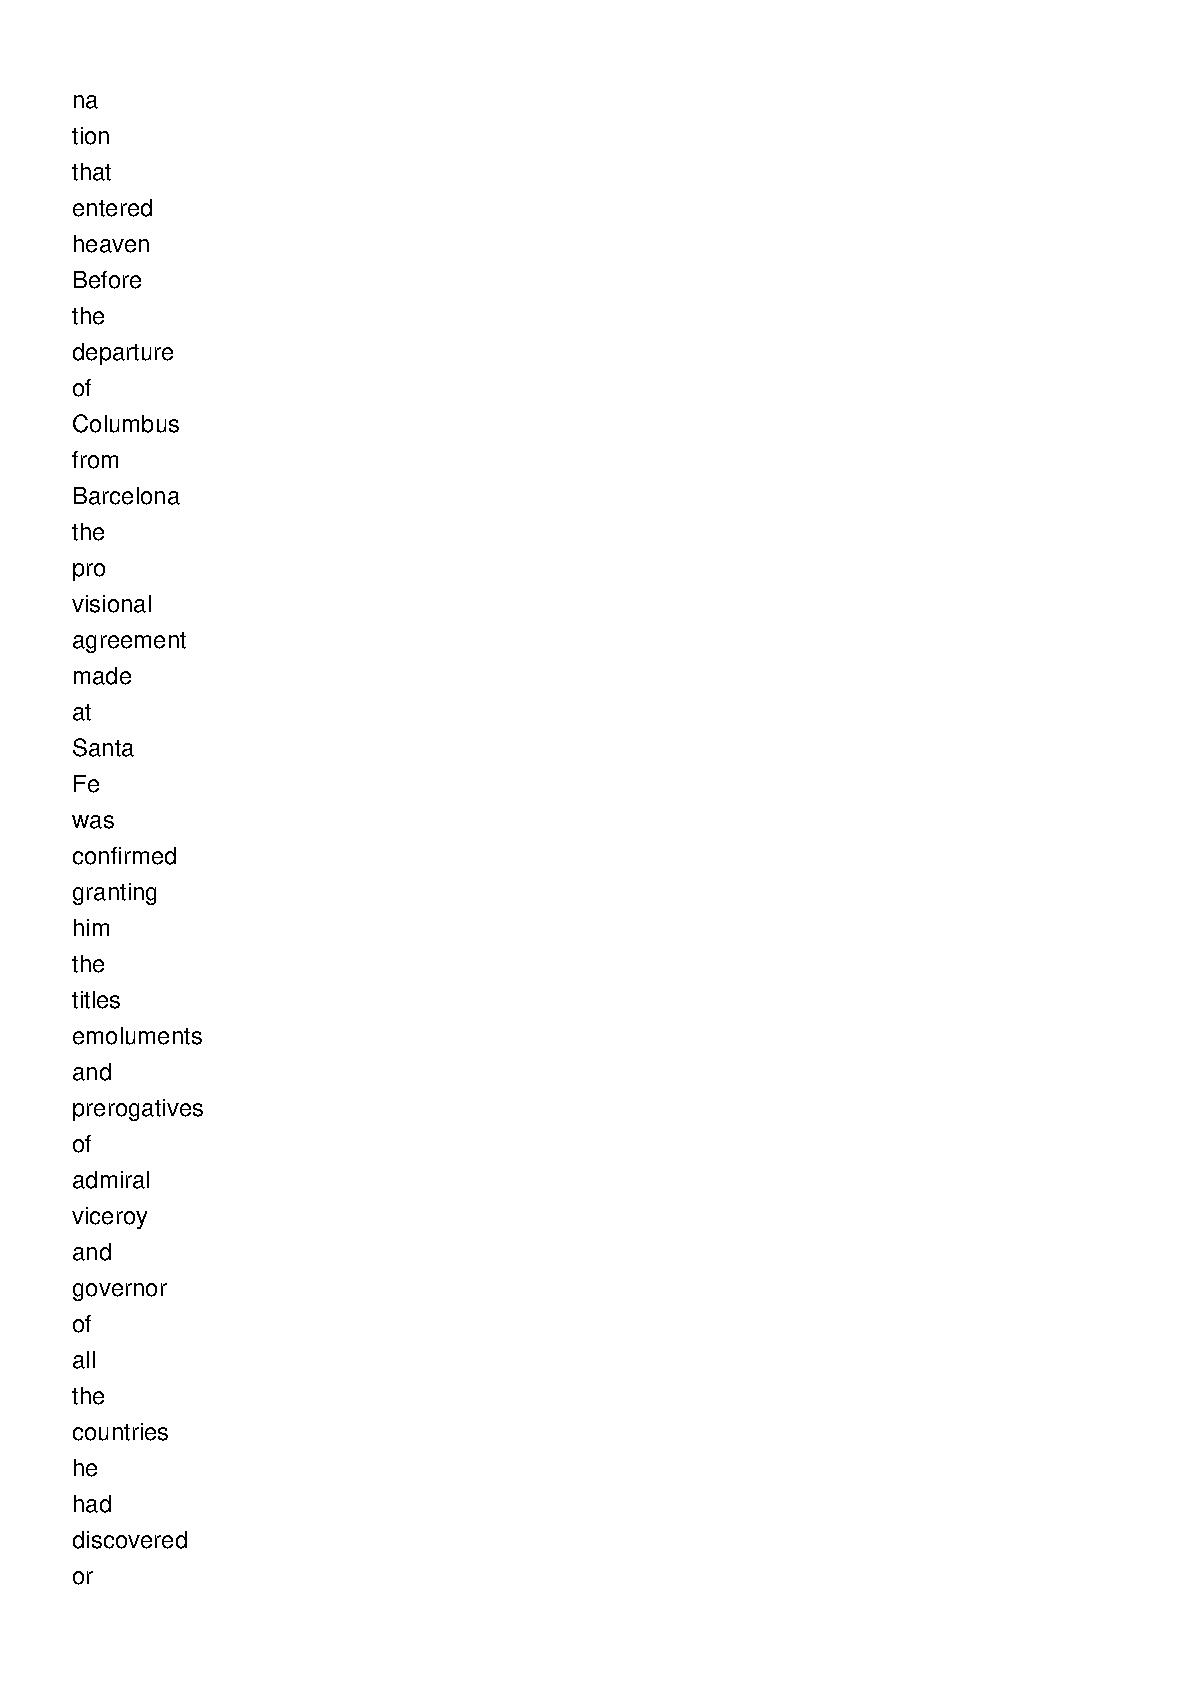 na
tion
that
entered
heaven
Before
the
departure
of
Columbus
from
Barcelona
the
pro
visional
agreement
made
at
Santa
Fe
was
confirmed
granting
him
the
titles
emoluments
and
prerogatives
of
admiral
viceroy
and
governor
of
all
the
countries
he
had
discovered
or